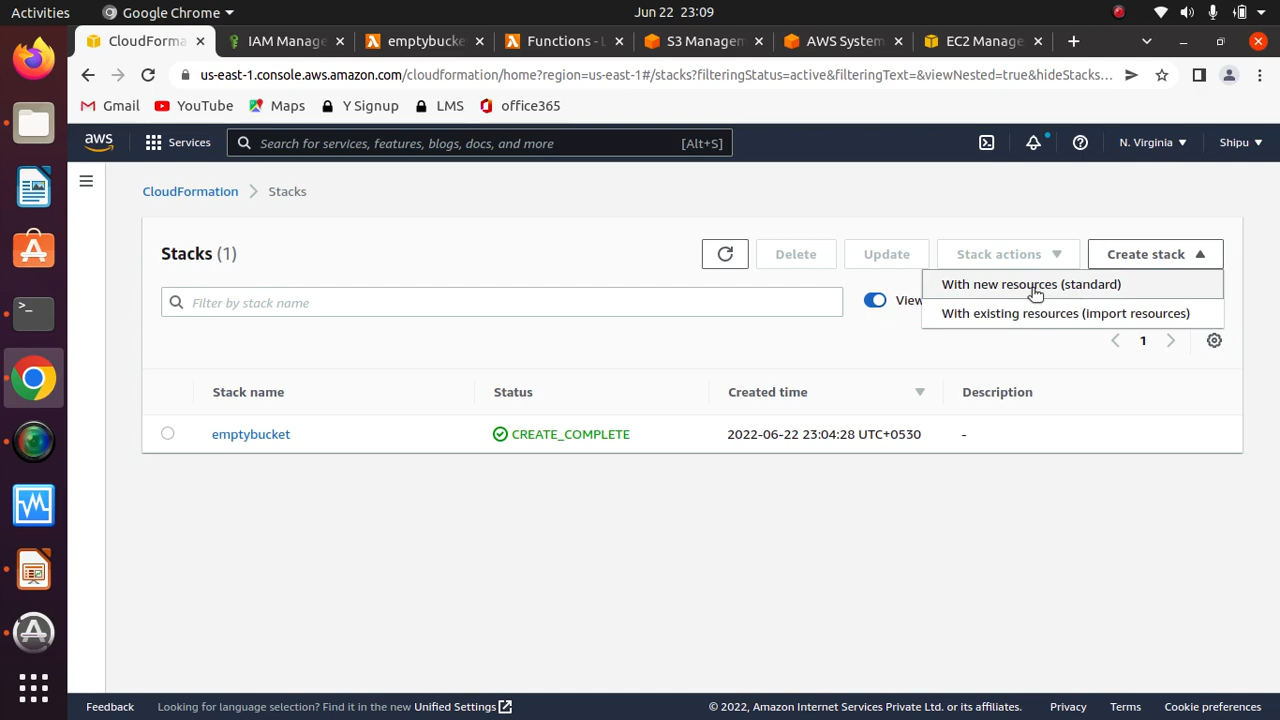 Activities
Google Chrome
Jun 22 23:09
CloudForma
IAM Manage
emptybucke
Functions - L
S3 Managem
AWS System
EC2 Manage
us-east-1.console.aws.amazon.com/cloudformation/home?region=us-east-1#/stacks?filteringStatus=active&filteringText=&viewNested=true&hideStacks...
Gmail
YouTube
Maps
Y Signup
LMS
office365
aws
Services
Search for services, features, blogs, docs, and more
[Alt+S]
N. Virginia
Shipu
CloudFormation
Stacks
Stacks (1)
Delete
Update
Stack actions
Create stack
With new resources (standard)
With existing resources (import resources)
Filter by stack name
View
1
Stack name
Status
Created time
Description
emptybucket
CREATE_COMPLETE
2022-06-22 23:04:28 UTC+0530
-
Feedback
Looking for language selection? Find it in the new Unified Settings
© 2022, Amazon Internet Services Private Ltd. or its affiliates.
Privacy
Terms
Cookie preferences